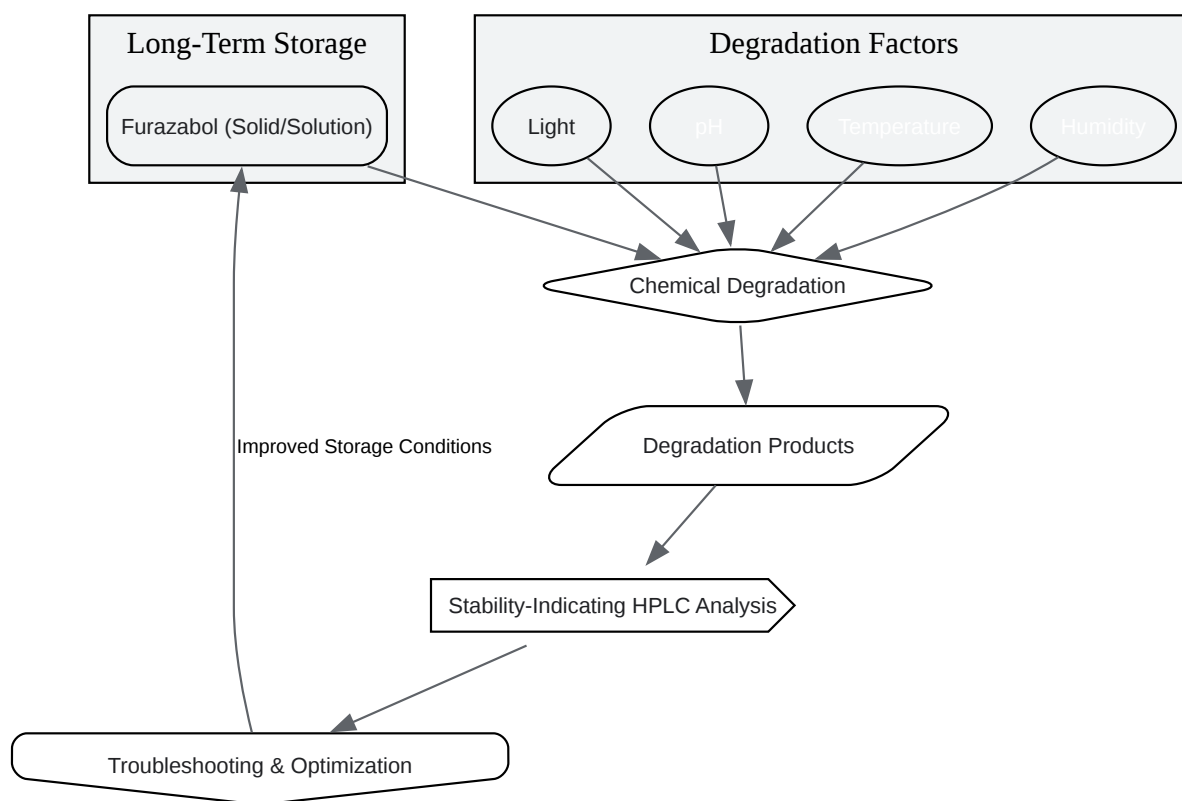 Long-Term Storage
Degradation Factors
Furazabol (Solid/Solution)
Light
pH
Temperature
Humidity
Chemical Degradation
Improved Storage Conditions
Degradation Products
Stability-Indicating HPLC Analysis
Troubleshooting & Optimization